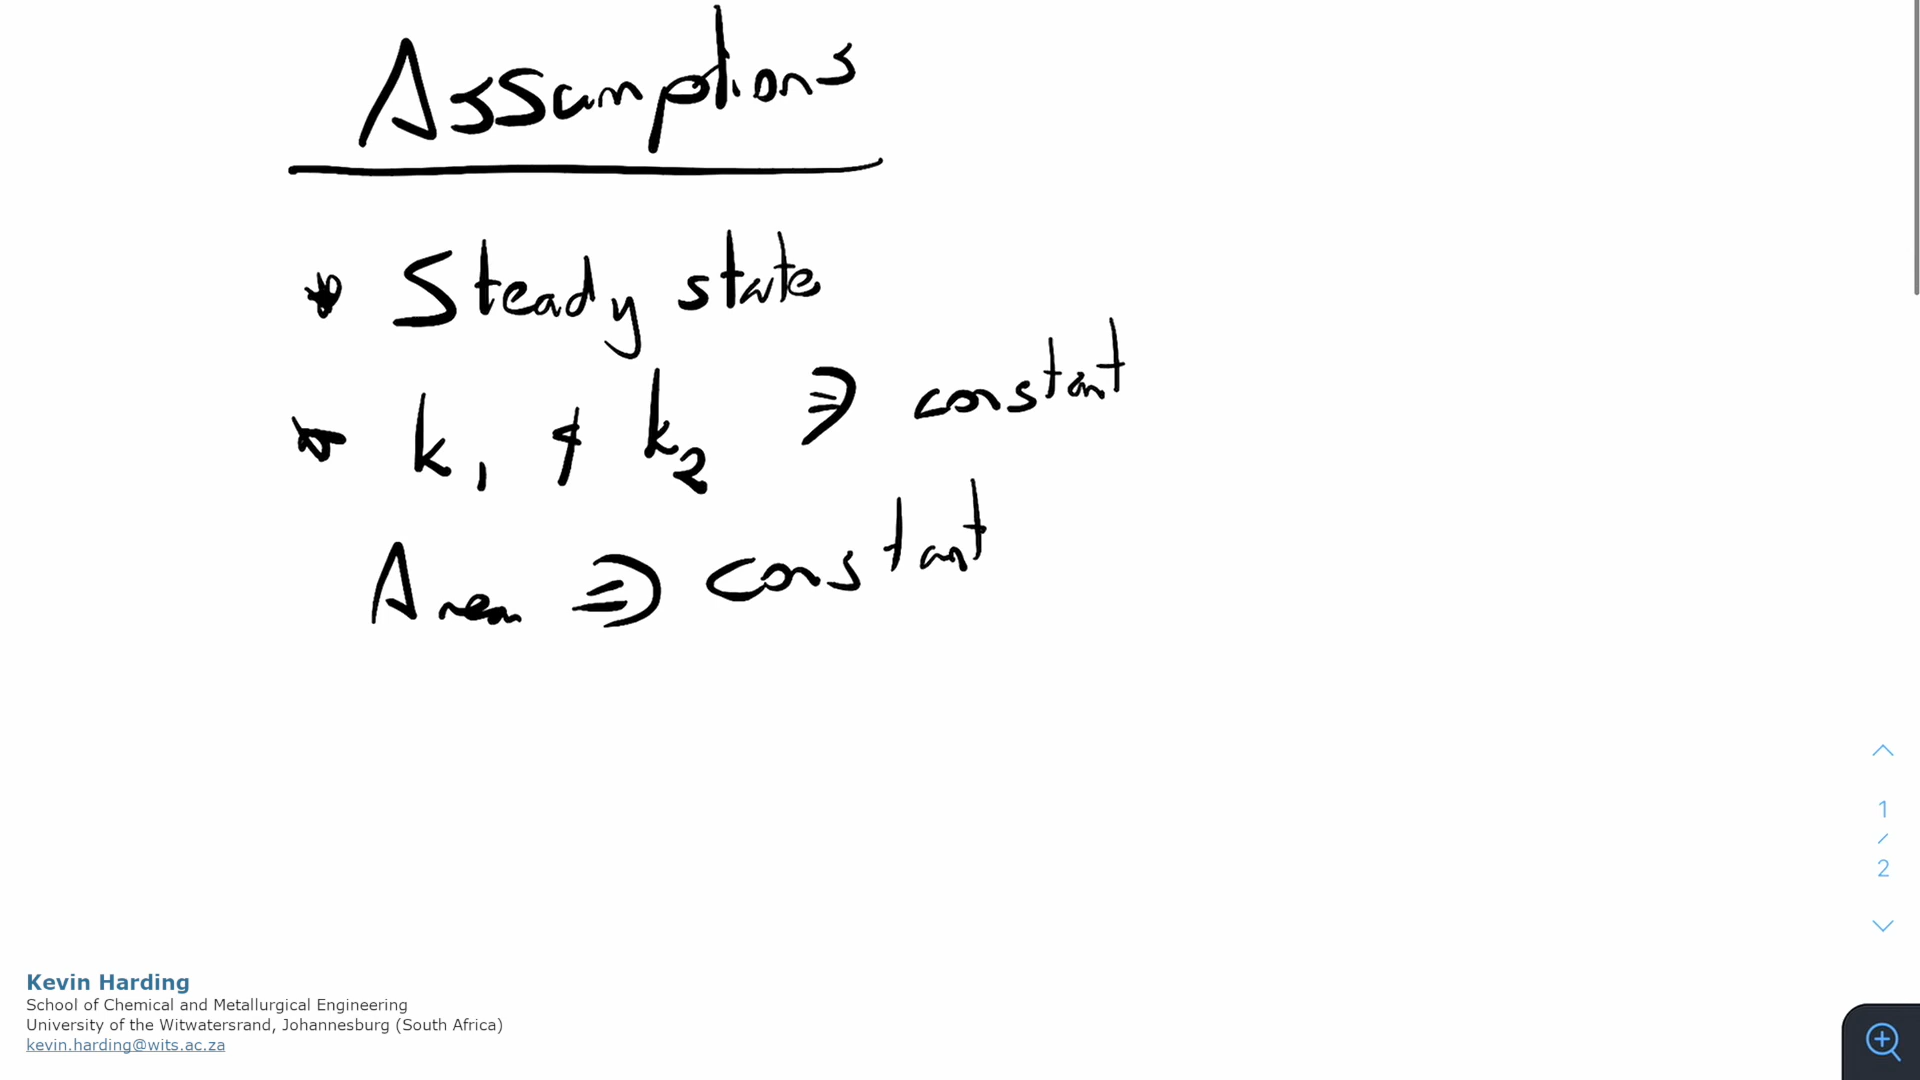 Assumptions
* Steady state
* k1 & k2 ⇒ constant
Area ⇒ constant
1
/
2
Kevin Harding
School of Chemical and Metallurgical Engineering
University of the Witwatersrand, Johannesburg (South Africa)
kevin.harding@wits.ac.za